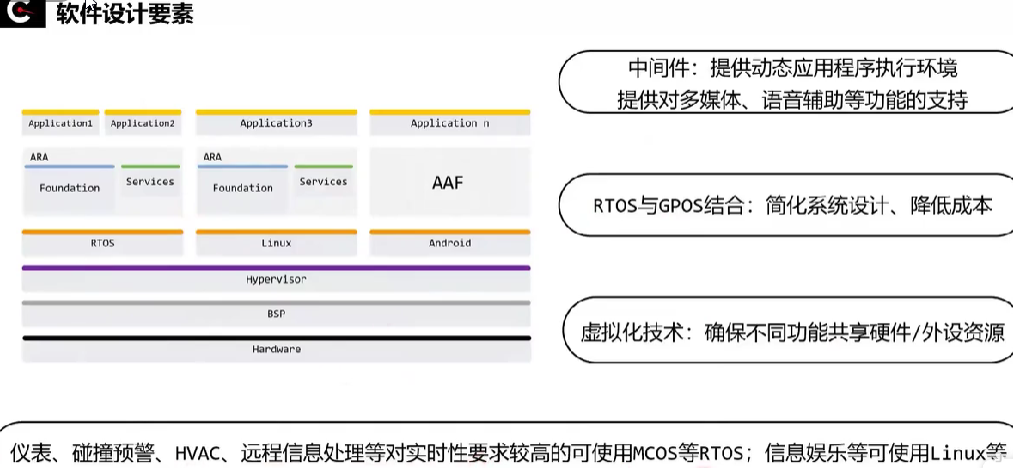 软件设计要素
中间件：提供动态应用程序执行环境
提供对多媒体、语音辅助等功能的支持
Application1
Application2
Application3
Application n
ARA
Foundation
Services
ARA
Foundation
Services
AAF
RTOS与GPOS结合：简化系统设计、降低成本
RTOS
Linux
Android
Hypervisor
BSP
Hardware
虚拟化技术：确保不同功能共享硬件/外设资源
仪表、碰撞预警、HVAC、远程信息处理等对实时性要求较高的可使用MCOS等RTOS；信息娱乐等可使用Linux等